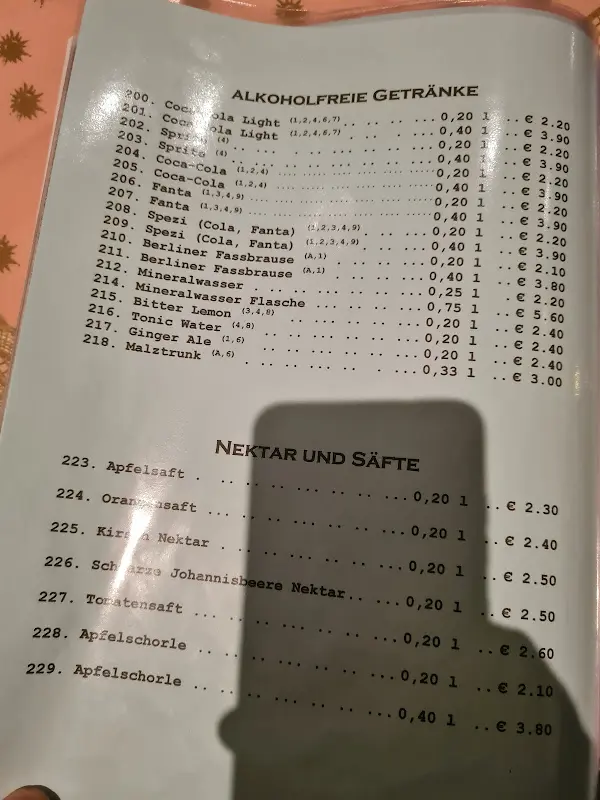 ALKOHOLFREIE GETRÄNKE
200. Coca-Cola Light (1,2,4,6,7).. .. .. ...0,20 l ..€ 2.20
201. Coca-Cola Light (1,2,4,6,7).. .. .. ...0,40 l ..€ 3.90
202. Sprite (4) .. .. .. .. .. ...0,20 l ..€ 2.20
203. Sprite (4) .. .. .. .. .. ...0,40 l ..€ 3.90
204. Coca-Cola (1,2,4) ...............0,20 l ..€ 2.20
205. Coca-Cola (1,2,4) ...............0,40 l ..€ 3.90
206. Fanta (1,3,4,9) ...............0,20 l ..€ 2.20
207. Fanta (1,3,4,9) ...............0,40 l ..€ 3.90
208. Spezi (Cola, Fanta) (1,2,3,4,9).. ...0,20 l ..€ 2.20
209. Spezi (Cola, Fanta) (1,2,3,4,9).. ...0,40 l ..€ 3.90
210. Berliner Fassbrause (A,1) .. .. ...0,20 l ..€ 2.10
211. Berliner Fassbrause (A,1) .. .. ...0,40 l ..€ 3.80
212. Mineralwasser .. .. .. .. ...0,25 l ..€ 2.20
214. Mineralwasser Flasche ... .. .. ...0,75 l ..€ 5.60
215. Bitter Lemon (3,4,8) .. .. .. ...0,20 l ..€ 2.40
216. Tonic Water (4,8) .. .. .. ...0,20 l ..€ 2.40
217. Ginger Ale (1,6) .. .. .. ...0,20 l ..€ 2.40
218. Malztrunk (A,6) .. .. .. ...0,33 l ..€ 3.00
NEKTAR UND SÄFTE
223. Apfelsaft . .. .. ... .. .. ...0,20 l ..€ 2.30
224. Orangensaft ... .. ... .. .. ...0,20 l ..€ 2.40
225. Kirsch Nektar . .. ... .. .. ...0,20 l ..€ 2.50
226. Schwarze Johannisbeere Nektar.. ...0,20 l ..€ 2.50
227. Tomatensaft ... .. ... .. .. ...0,20 l ..€ 2.60
228. Apfelschorle .. .. ... .. .. ...0,20 l ..€ 2.10
229. Apfelschorle .. .. ... .. .. ...0,40 l ..€ 3.80